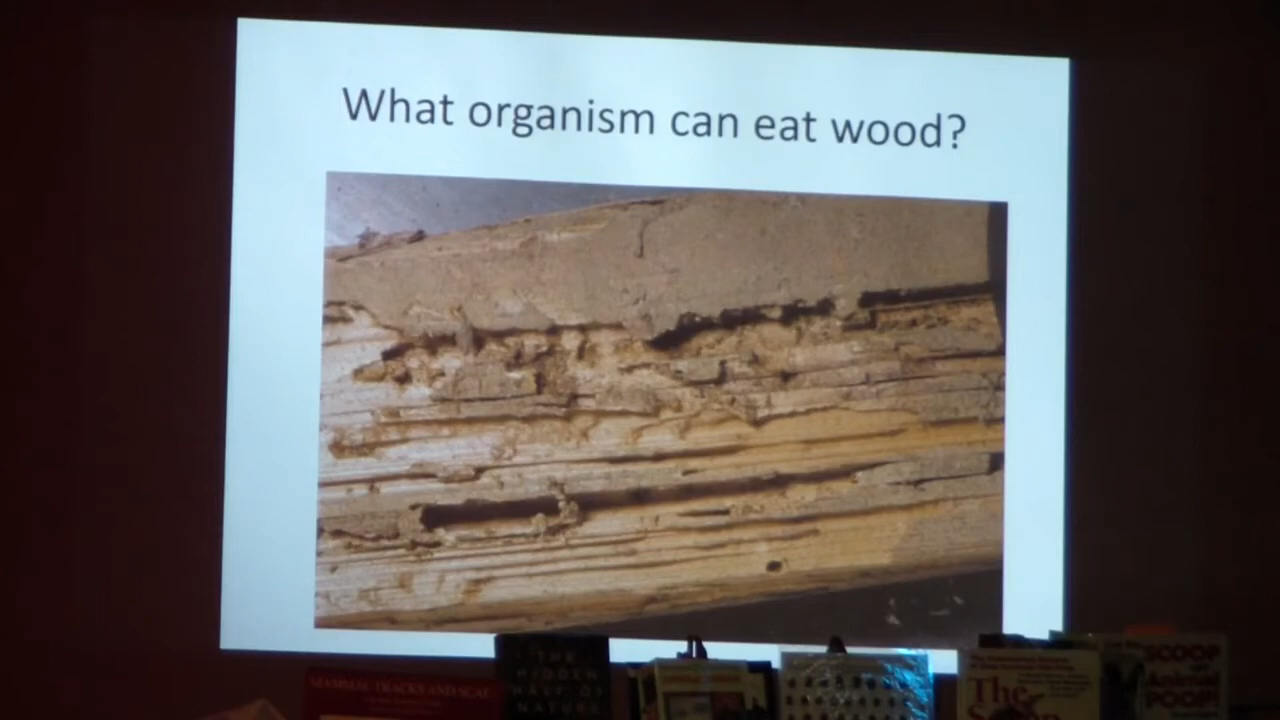 What organism can eat wood?
MAMMAL TRACKS AND SCAT
THE
HIDDEN
HALF OF
NATURE
The
SCOOP
Animal
POOP!